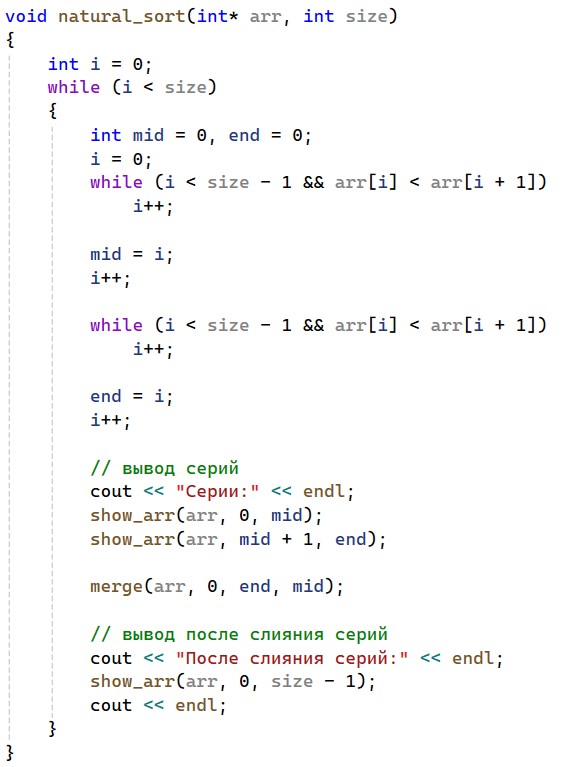 void natural_sort(int* arr, int size)
{
    int i = 0;
    while (i < size)
    {
        int mid = 0, end = 0;
        i = 0;
        while (i < size - 1 && arr[i] < arr[i + 1])
            i++;

        mid = i;
        i++;

        while (i < size - 1 && arr[i] < arr[i + 1])
            i++;

        end = i;
        i++;

        // вывод серий
        cout << "Серии:" << endl;
        show_arr(arr, 0, mid);
        show_arr(arr, mid + 1, end);

        merge(arr, 0, end, mid);

        // вывод после слияния серий
        cout << "После слияния серий:" << endl;
        show_arr(arr, 0, size - 1);
        cout << endl;
    }
}